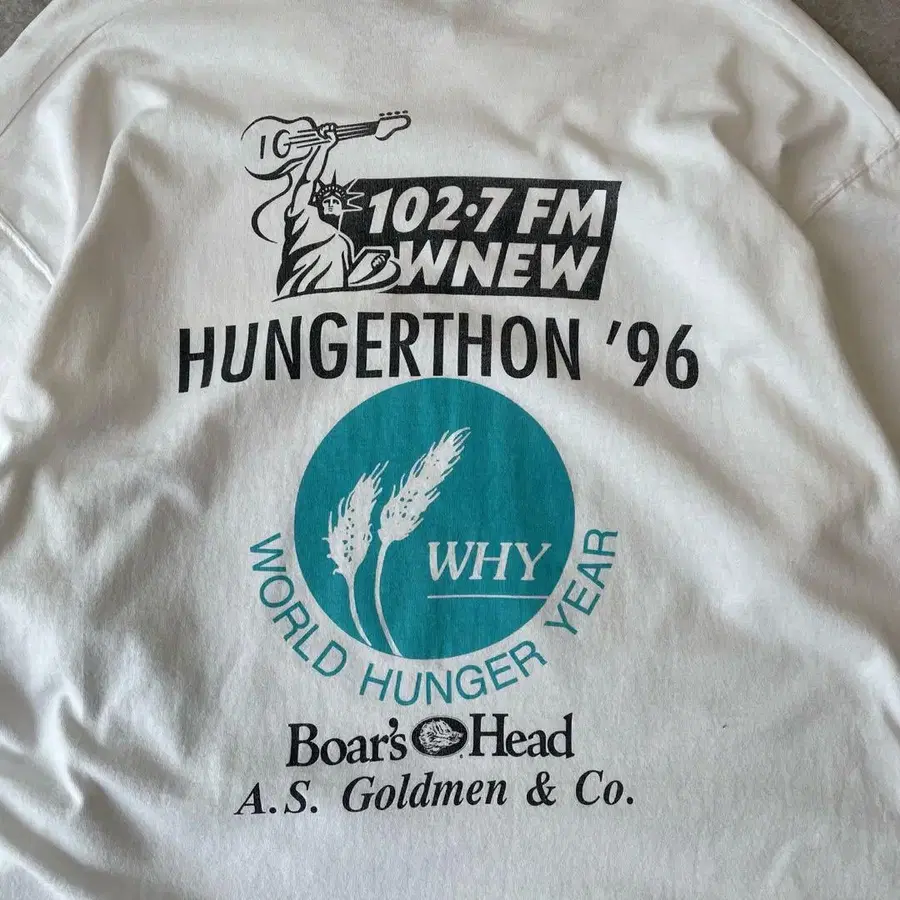 102.7 FM
WNEW
HUNGERTHON '96
WHY
WORLD HUNGER YEAR
Boar's Head
A.S. Goldmen & Co.